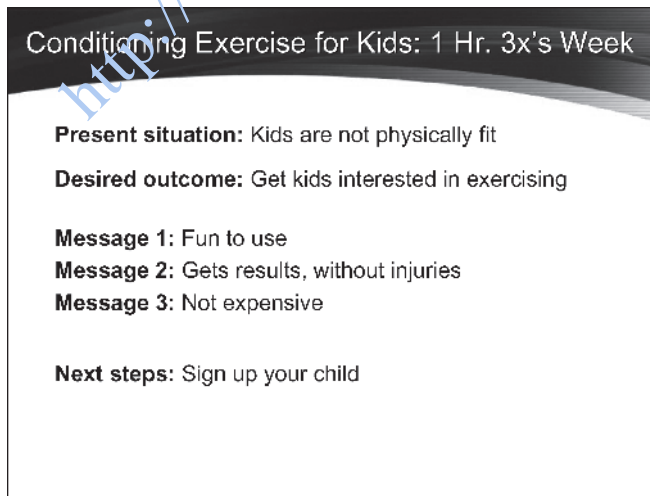 Conditioning Exercise for Kids: 1 Hr. 3x's Week
http://
Present situation: Kids are not physically fit
Desired outcome: Get kids interested in exercising
Message 1: Fun to use
Message 2: Gets results, without injuries
Message 3: Not expensive
Next steps: Sign up your child